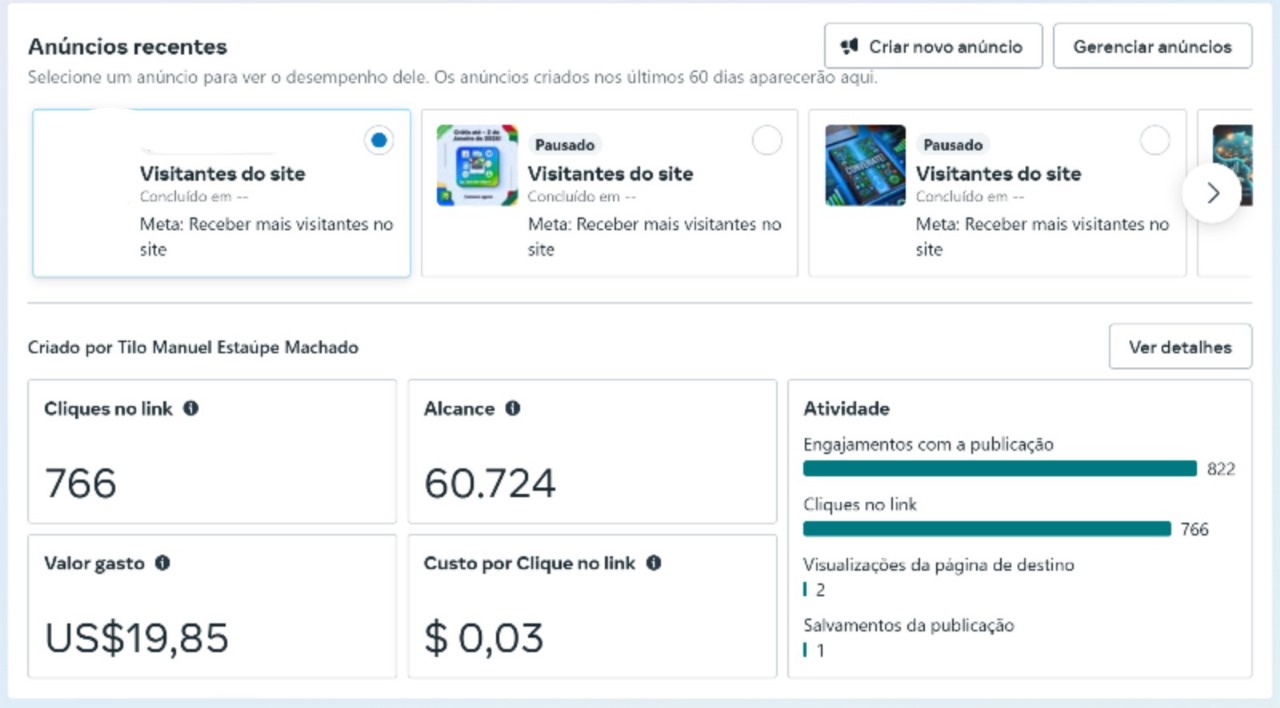 Anúncios recentes
Criar novo anúncio
Gerenciar anúncios
Selecione um anúncio para ver o desempenho dele. Os anúncios criados nos últimos 60 dias aparecerão aqui.
Visitantes do site
Concluído em --
Meta: Receber mais visitantes no
site
Pausado
Visitantes do site
Concluído em --
Meta: Receber mais visitantes no
site
Pausado
Visitantes do site
Concluído em --
Meta: Receber mais visitantes no
site
Criado por Tilo Manuel Estaúpe Machado
Ver detalhes
Cliques no link
766
Alcance
60.724
Valor gasto
US$19,85
Custo por Clique no link
$ 0,03
Atividade
Engajamentos com a publicação
822
Cliques no link
766
Visualizações da página de destino
2
Salvamentos da publicação
1